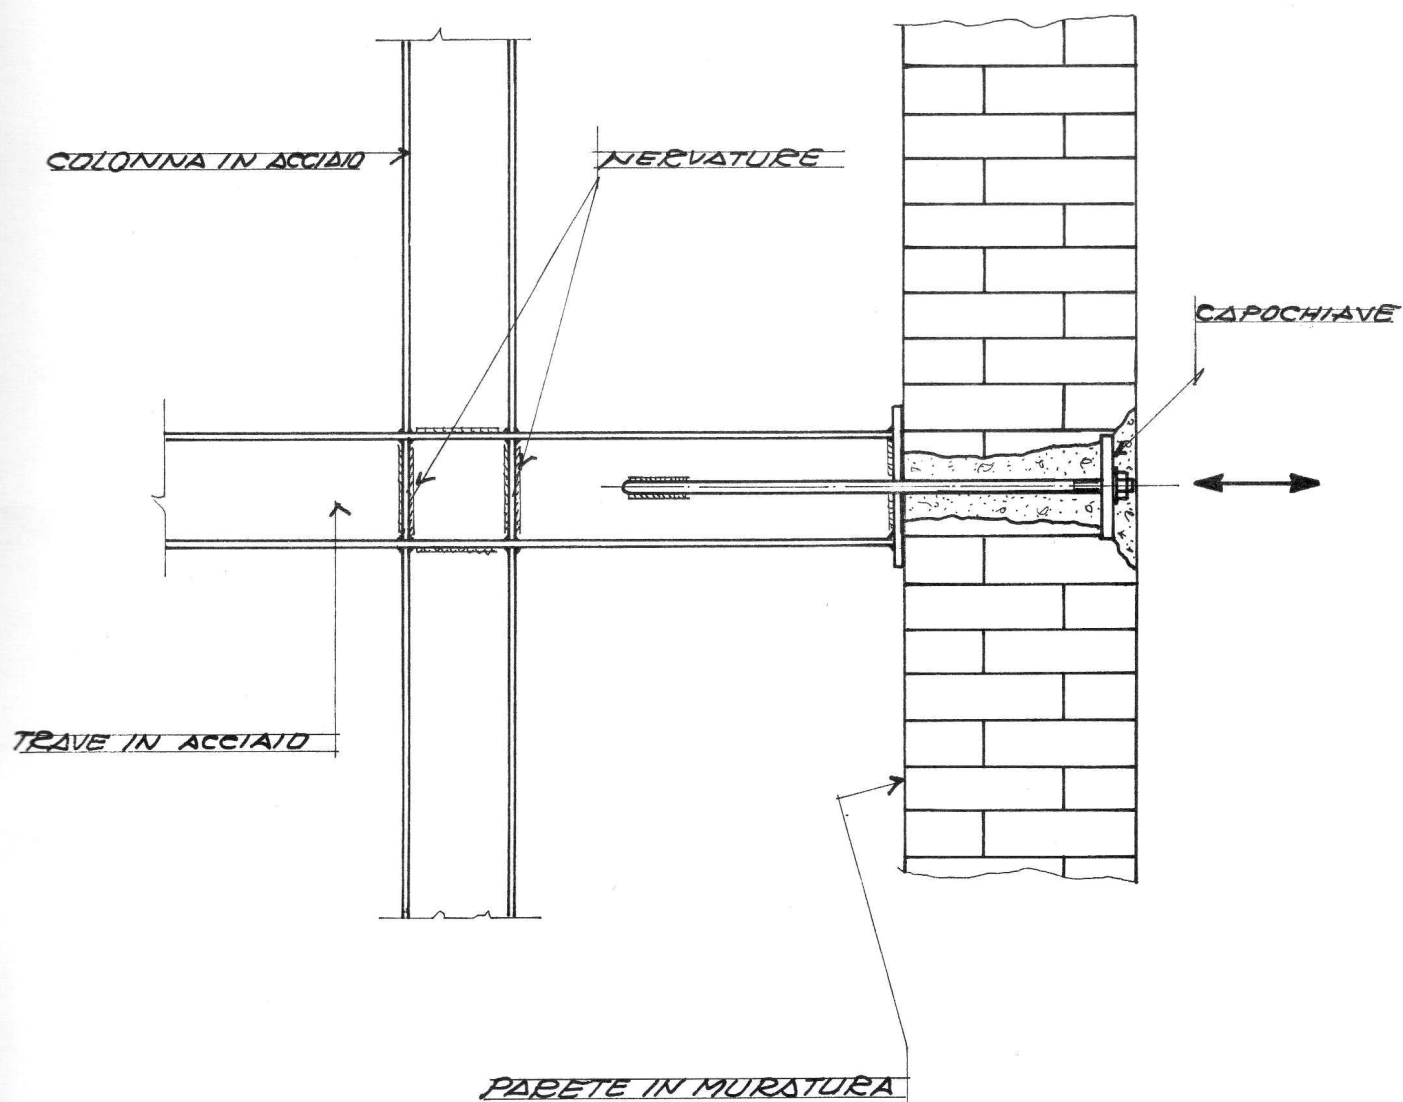 COLONNA IN ACCIAIO
NERVATURE
CAPOCHIAVE
TRAVE IN ACCIAIO
PARETE IN MURATURA